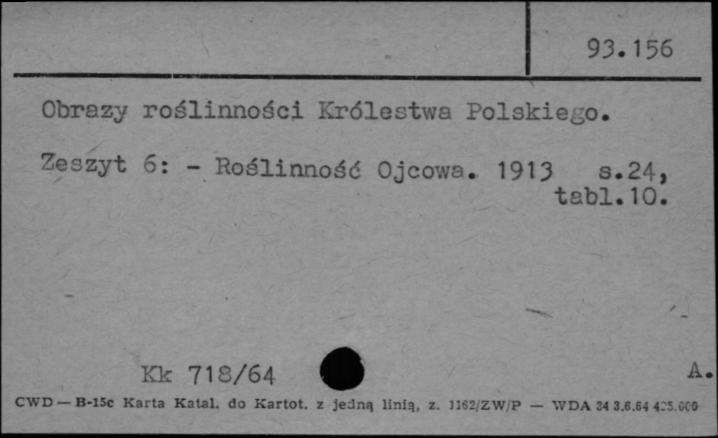 93.156
Obrazy roślinności Królestwa Polskiego.
Zeszyt 6: - Roślinność Ojcowa. 1913 s.24,
tabl.10.
Kk 718/64
A.
CWD — B-15c Karta Katal. do Kartot. z jedną linią, z. 1162/ZW/P — WDA 34 3.6.64